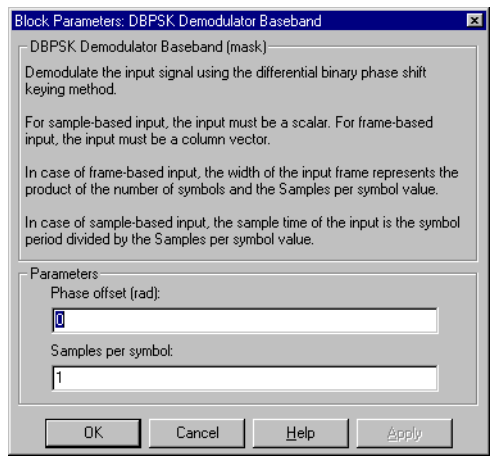 Block Parameters: DBPSK Demodulator Baseband
DBPSK Demodulator Baseband (mask)
Demodulate the input signal using the differential binary phase shift
keying method.
For sample-based input, the input must be a scalar. For frame-based
input, the input must be a column vector.
In case of frame-based input, the width of the input frame represents the
product of the number of symbols and the Samples per symbol value.
In case of sample-based input, the sample time of the input is the symbol
period divided by the Samples per symbol value.
Parameters
Phase offset (rad):
0
Samples per symbol:
1
OK Cancel Help Apply